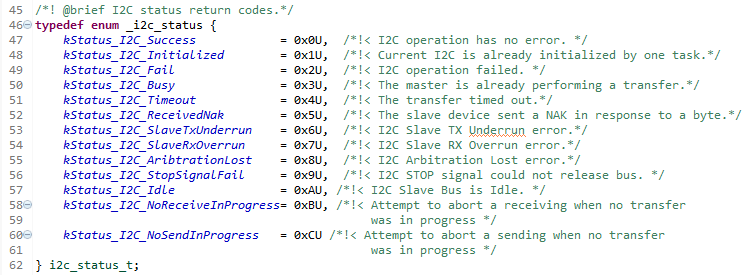 45 /*! @brief I2C status return codes.*/
46 typedef enum _i2c_status {
47 kStatus_I2C_Success = 0x0U, /*!< I2C operation has no error. */
48 kStatus_I2C_Initialized = 0x1U, /*!< Current I2C is already initialized by one task.*/
49 kStatus_I2C_Fail = 0x2U, /*!< I2C operation failed. */
50 kStatus_I2C_Busy = 0x3U, /*!< The master is already performing a transfer.*/
51 kStatus_I2C_Timeout = 0x4U, /*!< The transfer timed out.*/
52 kStatus_I2C_ReceivedNak = 0x5U, /*!< The slave device sent a NAK in response to a byte.*/
53 kStatus_I2C_SlaveTxUnderrun = 0x6U, /*!< I2C Slave TX Underrun error.*/
54 kStatus_I2C_SlaveRxOverrun = 0x7U, /*!< I2C Slave RX Overrun error.*/
55 kStatus_I2C_AribtrationLost = 0x8U, /*!< I2C Arbitration Lost error.*/
56 kStatus_I2C_StopSignalFail = 0x9U, /*!< I2C STOP signal could not release bus. */
57 kStatus_I2C_Idle = 0xAU, /*!< I2C Slave Bus is Idle. */
58 kStatus_I2C_NoReceiveInProgress= 0xBU, /*!< Attempt to abort a receiving when no transfer
59 was in progress */
60 kStatus_I2C_NoSendInProgress = 0xCU /*!< Attempt to abort a sending when no transfer
61 was in progress */
62 } i2c_status_t;